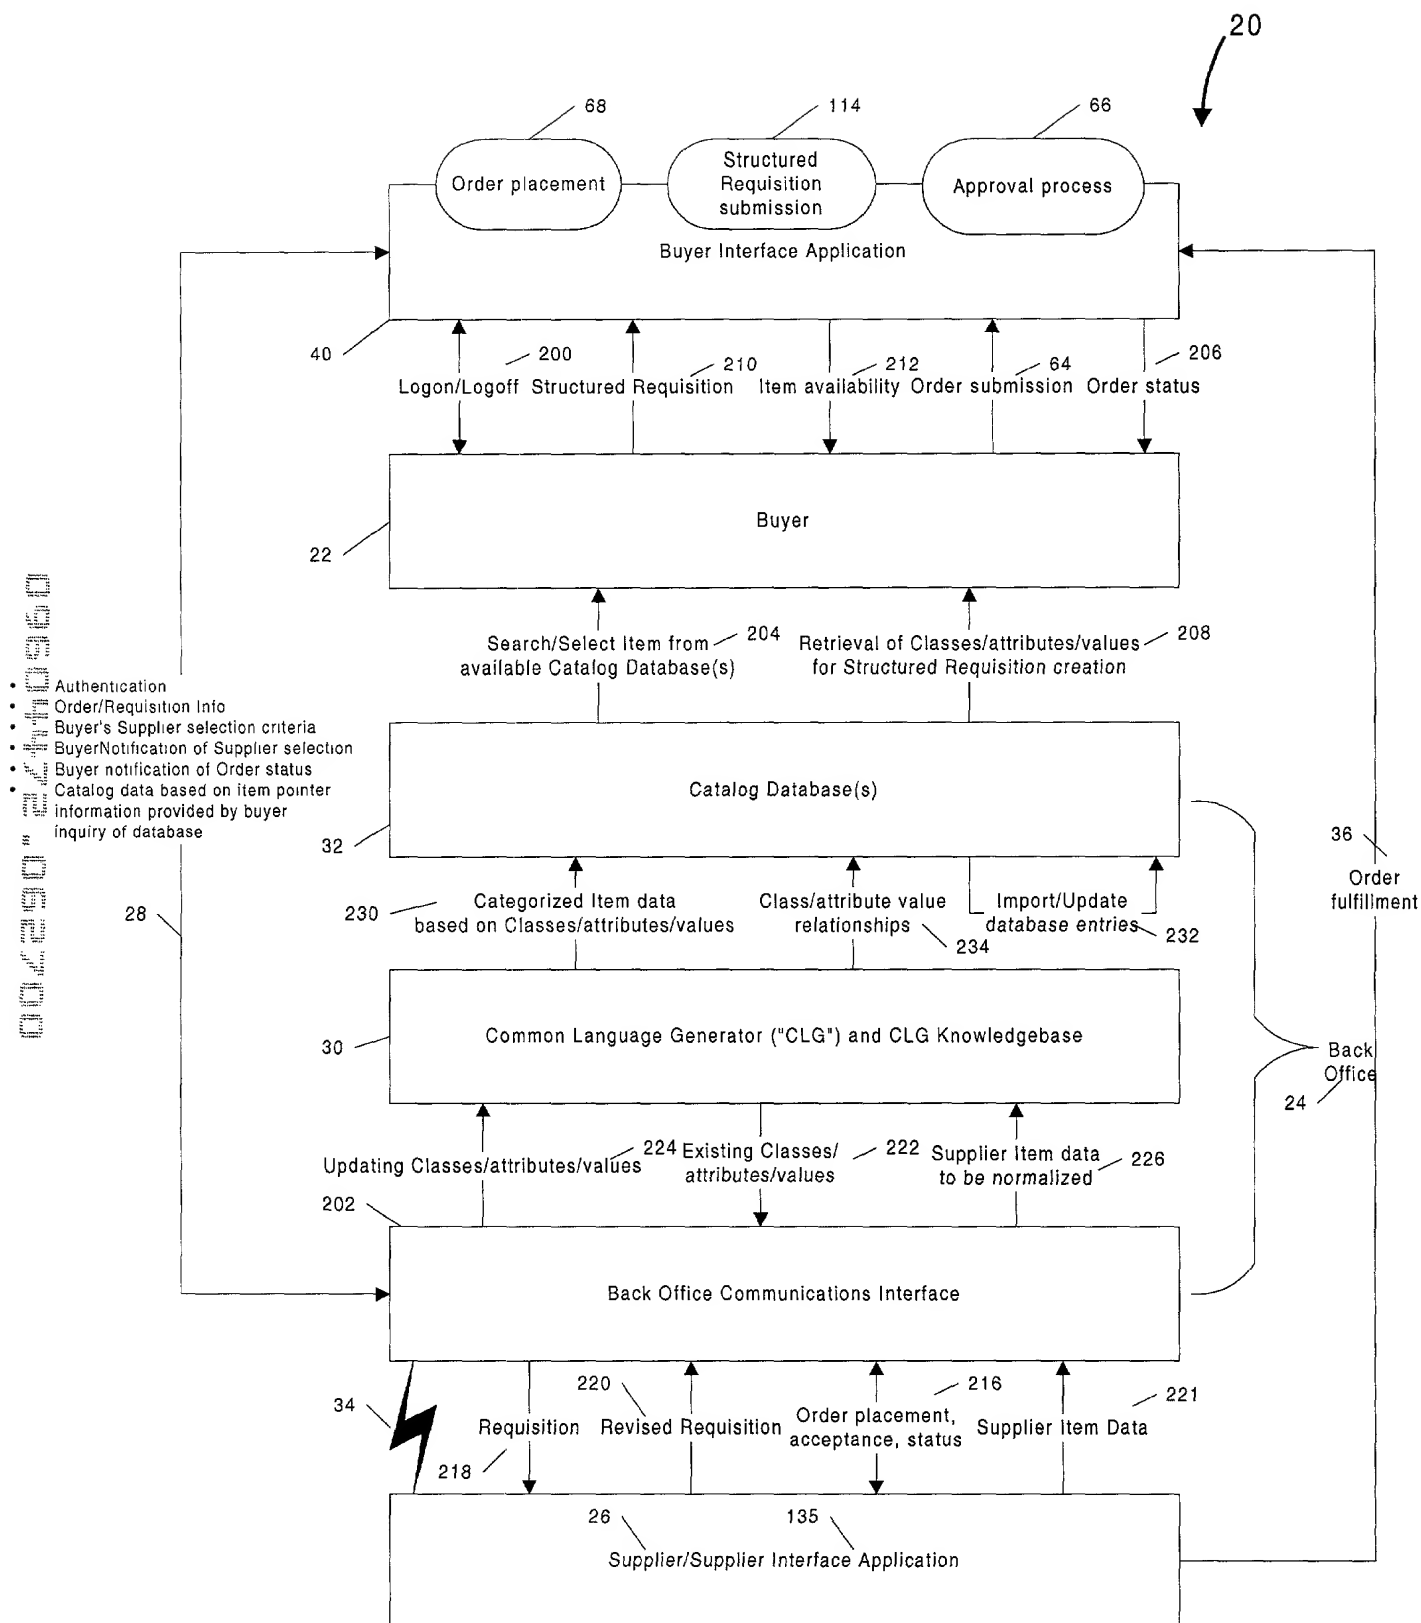 20
68
114
66
Order placement
Structured
Requisition
submission
Approval process
Buyer Interface Application
40
200
210
212
64
206
Logon/Logoff
Structured Requisition
Item availability
Order submission
Order status
Buyer
22
Search/Select Item from
available Catalog Database(s)
204
Retrieval of Classes/attributes/values
for Structured Requisition creation
208
• Authentication
• Order/Requisition Info
• Buyer's Supplier selection criteria
• BuyerNotification of Supplier selection
• Buyer notification of Order status
• Catalog data based on item pointer
information provided by buyer
inquiry of database
09604472.062700
Catalog Database(s)
32
36
Order
fulfillment
28
230
Categorized Item data
based on Classes/attributes/values
Class/attribute value
relationships
234
Import/Update
database entries
232
30
Common Language Generator ("CLG") and CLG Knowledgebase
Back
Office
24
Updating Classes/attributes/values
224
Existing Classes/
attributes/values
222
Supplier Item data
to be normalized
226
202
Back Office Communications Interface
34
Requisition
218
220
Revised Requisition
216
Order placement,
acceptance, status
221
Supplier Item Data
26
135
Supplier/Supplier Interface Application